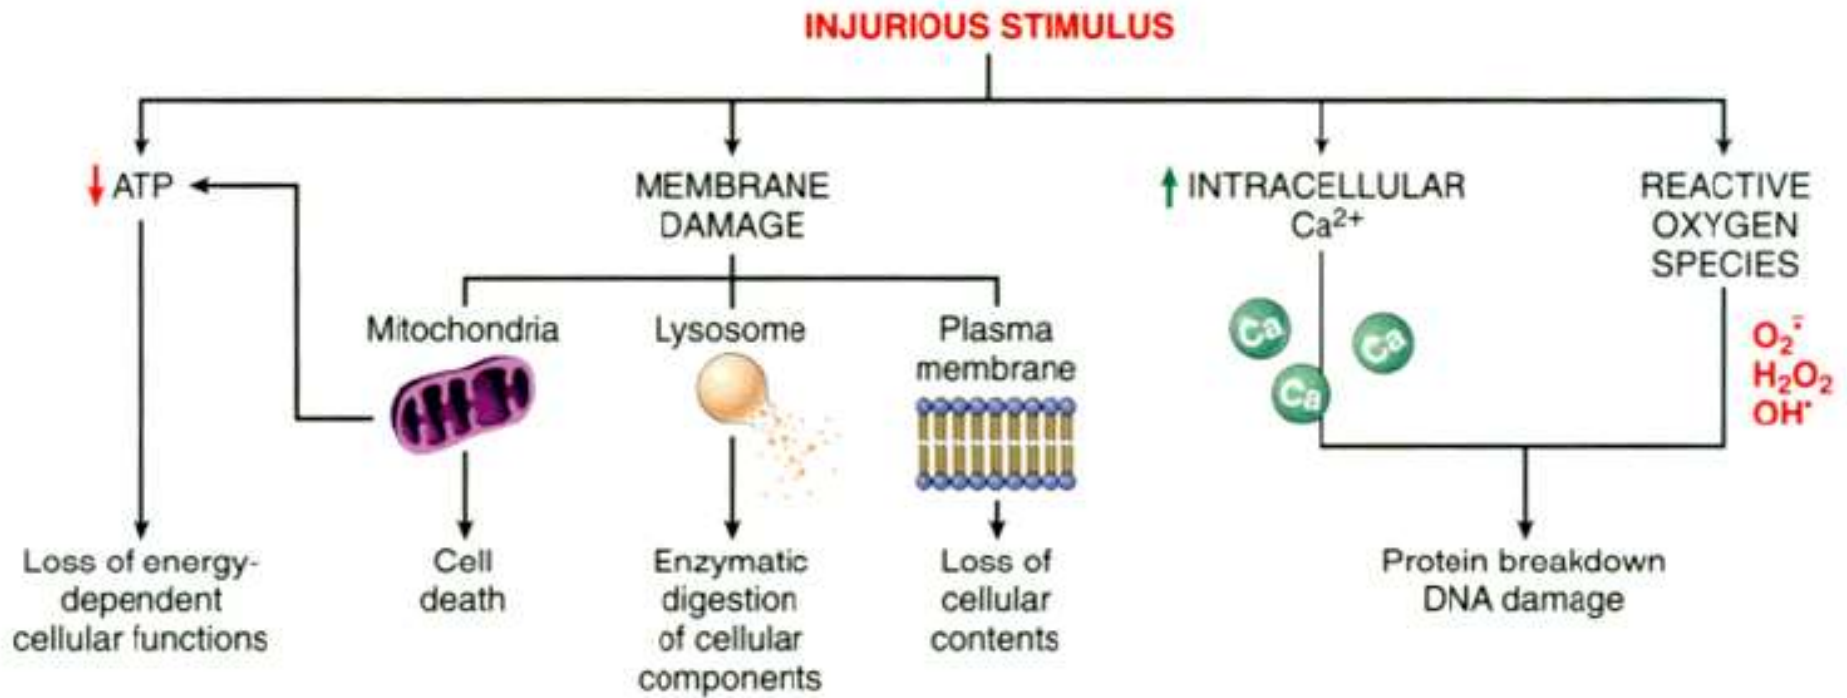 INJURIOUS STIMULUS
↓ ATP
MEMBRANE
DAMAGE
↑ INTRACELLULAR
Ca²⁺
REACTIVE
OXYGEN
SPECIES
Mitochondria
Lysosome
Plasma
membrane
Ca
Ca
Ca
O₂•̄
H₂O₂
OH•
Loss of energy-
dependent
cellular functions
Cell
death
Enzymatic
digestion
of cellular
components
Loss of
cellular
contents
Protein breakdown
DNA damage